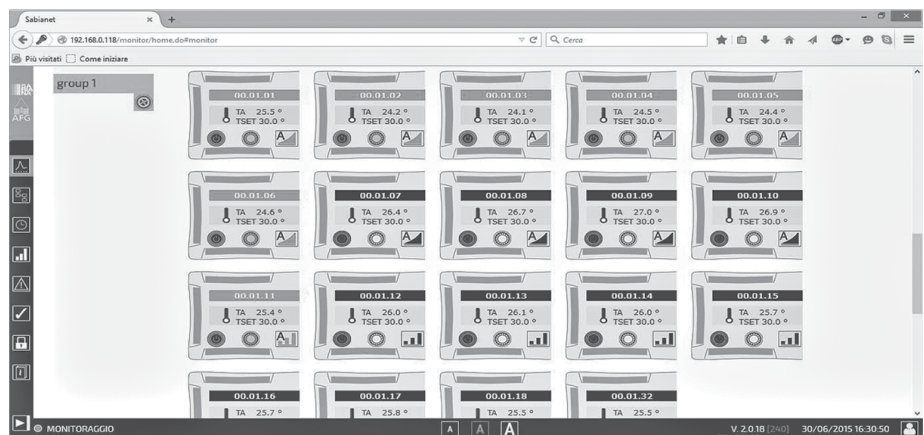 Sabianet
192.168.0.118/monitor/home.do#monitor
Cerca
Più visitati Come iniziare
group 1
AFG
00.01.01 00.01.02 00.01.03 00.01.04 00.01.05
TA 25.5 ° TA 24.2 ° TA 24.1 ° TA 24.5 ° TA 24.4 °
TSET 30.0 ° TSET 30.0 ° TSET 30.0 ° TSET 30.0 ° TSET 30.0 °
A A A A A
00.01.06 00.01.07 00.01.08 00.01.09 00.01.10
TA 24.6 ° TA 26.4 ° TA 26.7 ° TA 27.0 ° TA 26.9 °
TSET 30.0 ° TSET 30.0 ° TSET 30.0 ° TSET 30.0 ° TSET 30.0 °
A A A A A
00.01.11 00.01.12 00.01.13 00.01.14 00.01.15
TA 25.4 ° TA 26.0 ° TA 26.1 ° TA 26.0 ° TA 25.7 °
TSET 30.0 ° TSET 30.0 ° TSET 30.0 ° TSET 30.0 ° TSET 30.0 °
A
00.01.16 00.01.17 00.01.18 00.01.32
TA 25.7 ° TA 25.8 ° TA 25.5 ° TA 25.5 °
MONITORAGGIO A A A V. 2.0.18 [240] 30/06/2015 16:30:50